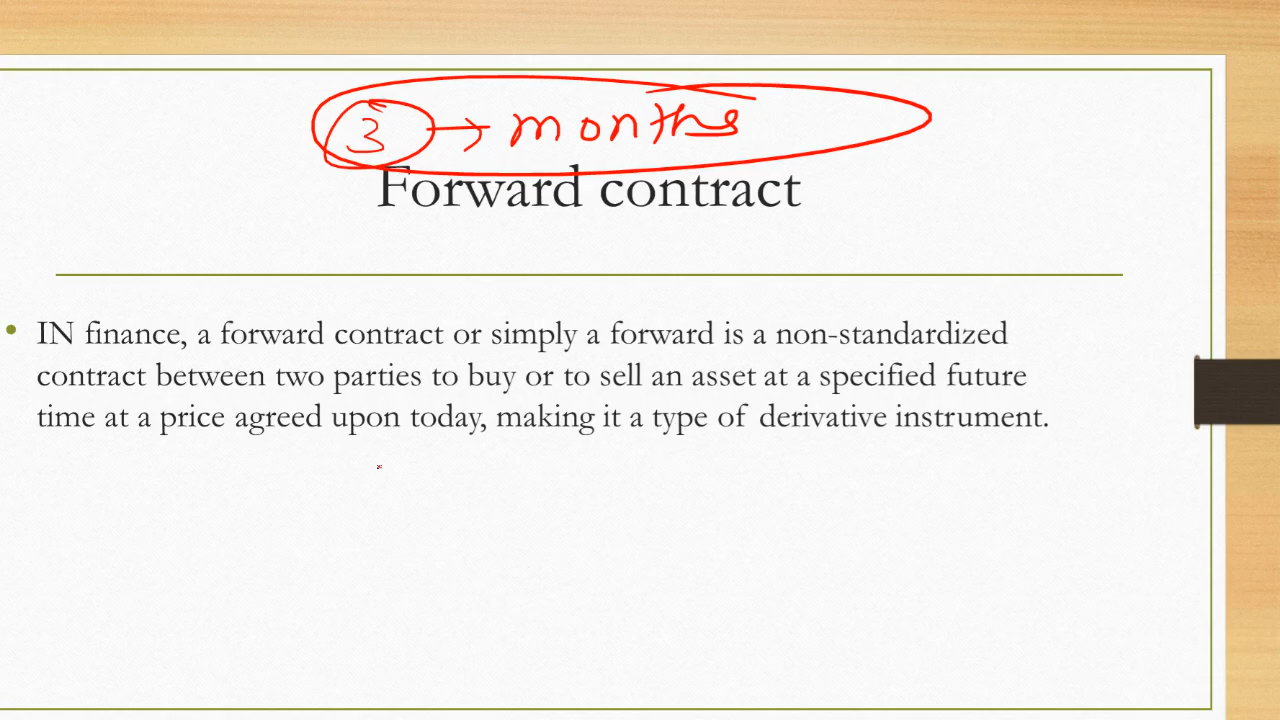 3 → months
Forward contract
• IN finance, a forward contract or simply a forward is a non-standardized
contract between two parties to buy or to sell an asset at a specified future
time at a price agreed upon today, making it a type of derivative instrument.